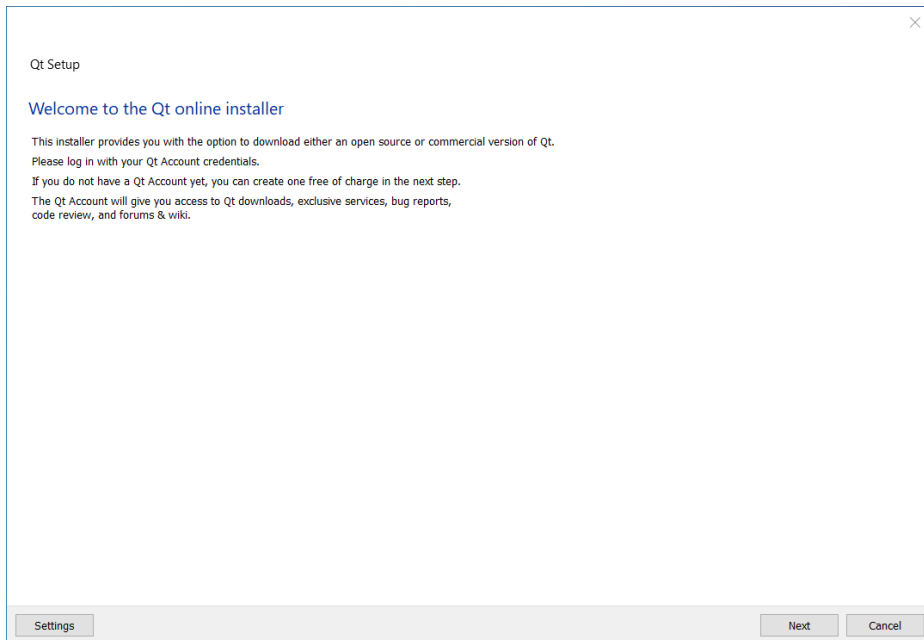 Qt Setup
Welcome to the Qt online installer
This installer provides you with the option to download either an open source or commercial version of Qt.
Please log in with your Qt Account credentials.
If you do not have a Qt Account yet, you can create one free of charge in the next step.
The Qt Account will give you access to Qt downloads, exclusive services, bug reports,
code review, and forums & wiki.
Settings
Next
Cancel